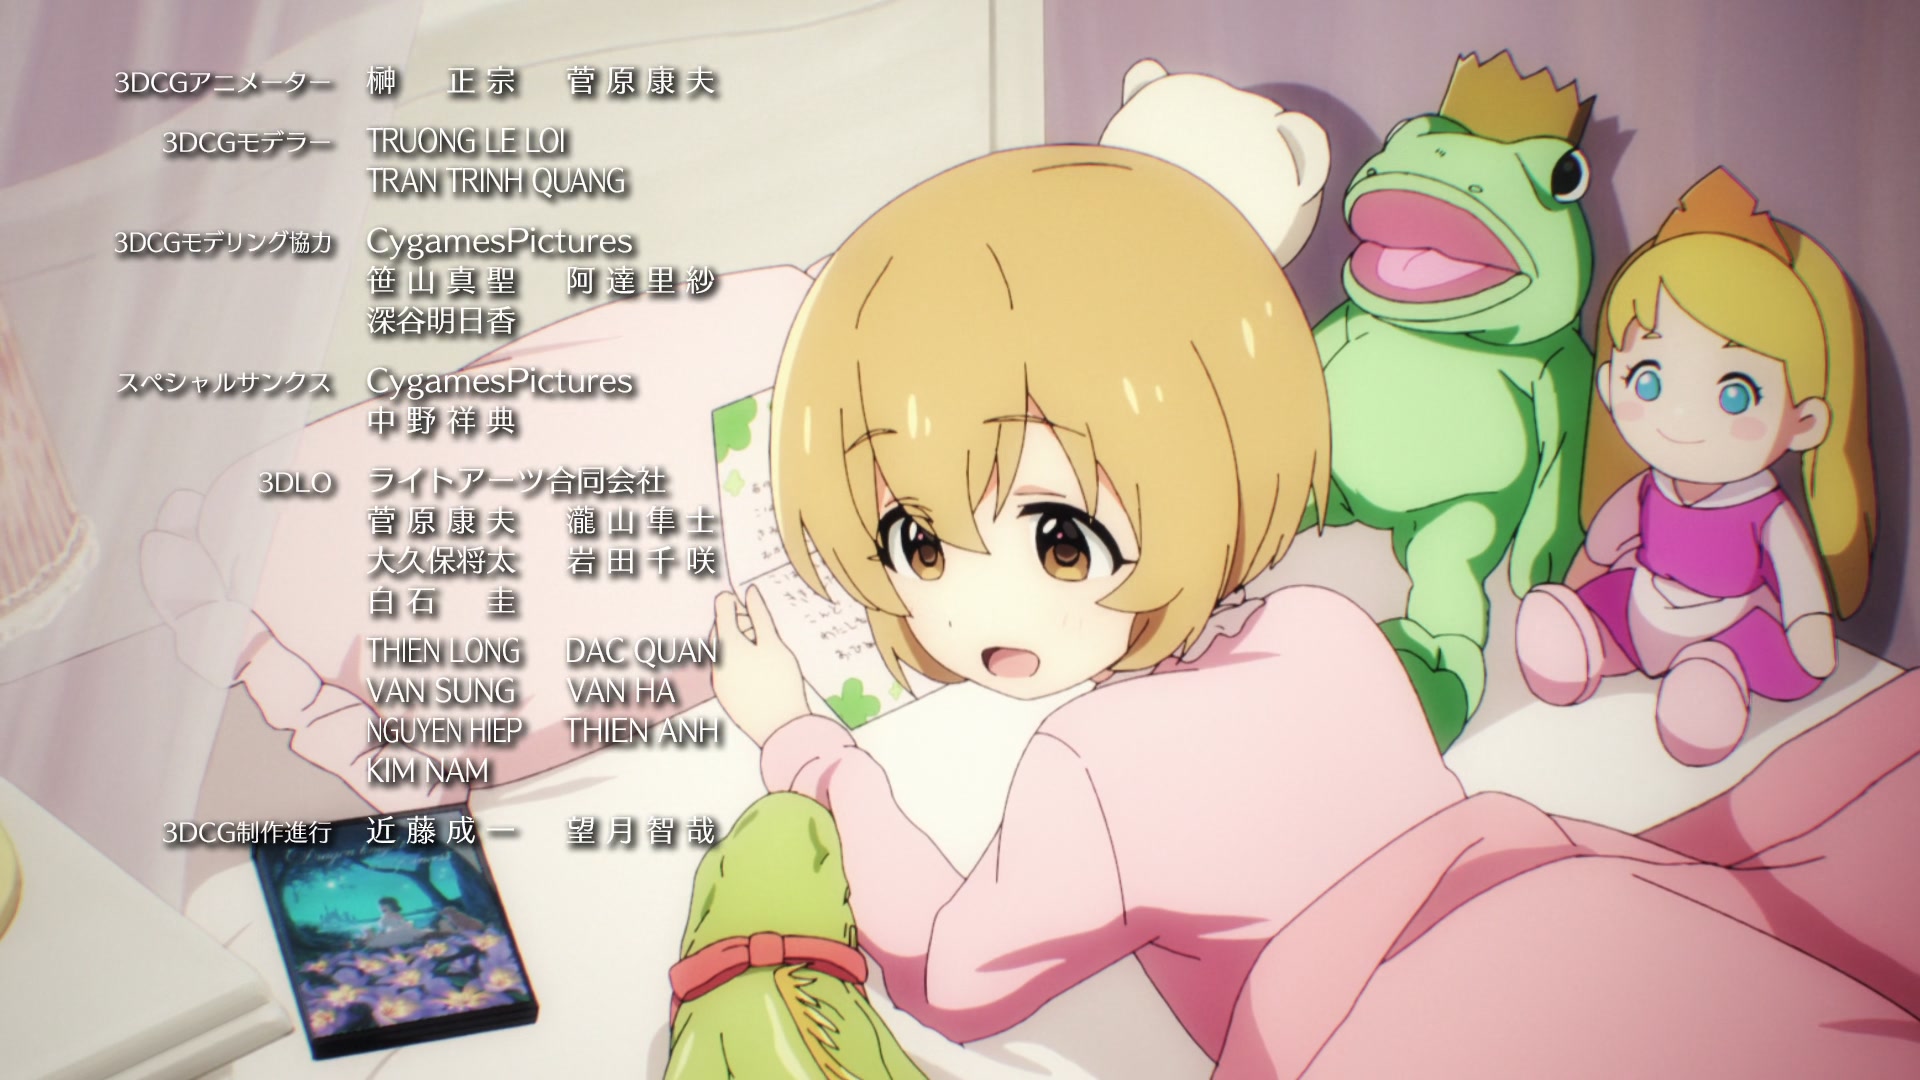 3DCGアニメーター 榊 正宗 菅原康夫
3DCGモデラー TRUONG LE LOI
TRAN TRINH QUANG
3DCGモデリング協力 CygamesPictures
笹山真聖 阿達里紗
深谷明日香
スペシャルサンクス CygamesPictures
中野祥典
3DLO ライトアーツ合同会社
菅原康夫 瀧山隼士
大久保将太 岩田千咲
白石 圭
THIEN LONG DAC QUAN
VAN SUNG VAN HA
NGUYEN HIEP THIEN ANH
KIM NAM
3DCG制作進行 近藤成一 望月智哉